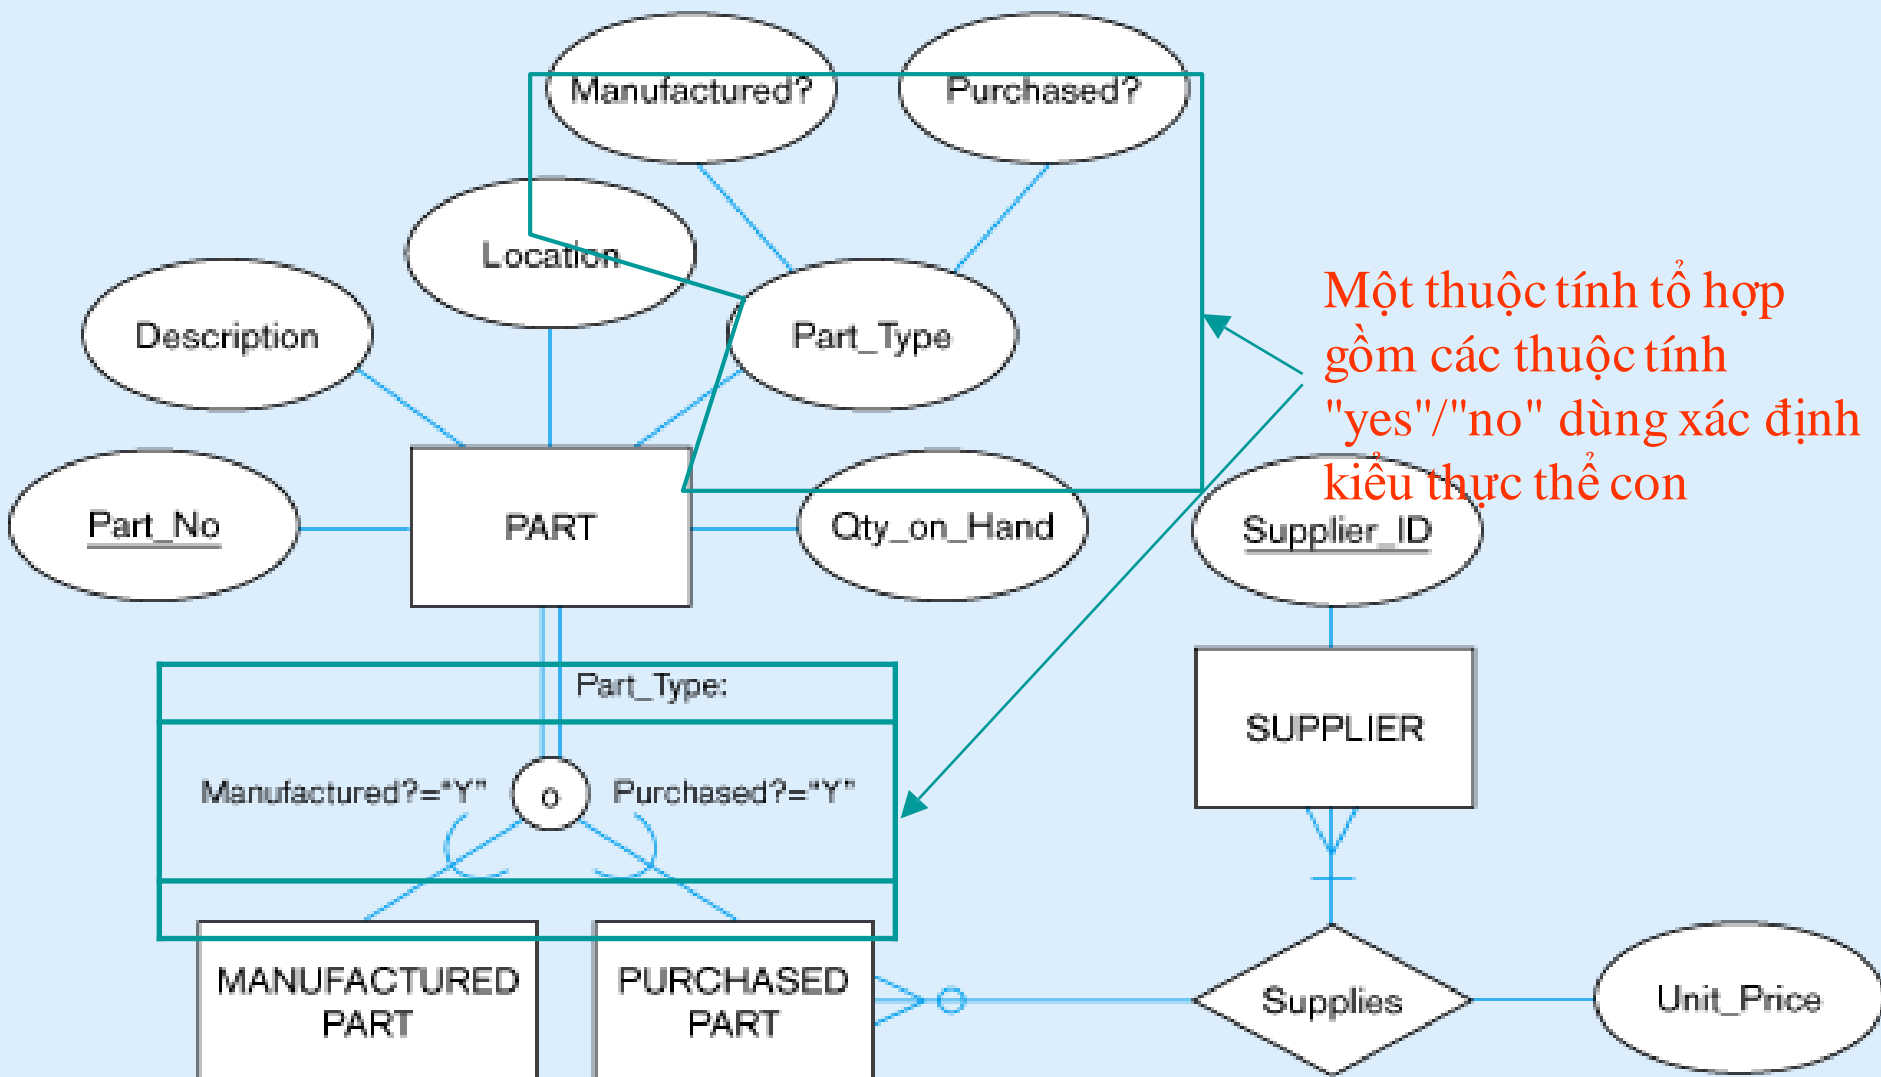 Manufactured?
Purchased?
Location
Description
Part_Type
Một thuộc tính tổ hợp
gồm các thuộc tính
"yes"/"no" dùng xác định
kiểu thực thể con
Part_No
PART
Qty_on_Hand
Supplier_ID
Part_Type:
SUPPLIER
Manufactured?=“Y”
o
Purchased?=“Y”
MANUFACTURED
PART
PURCHASED
PART
Supplies
Unit_Price